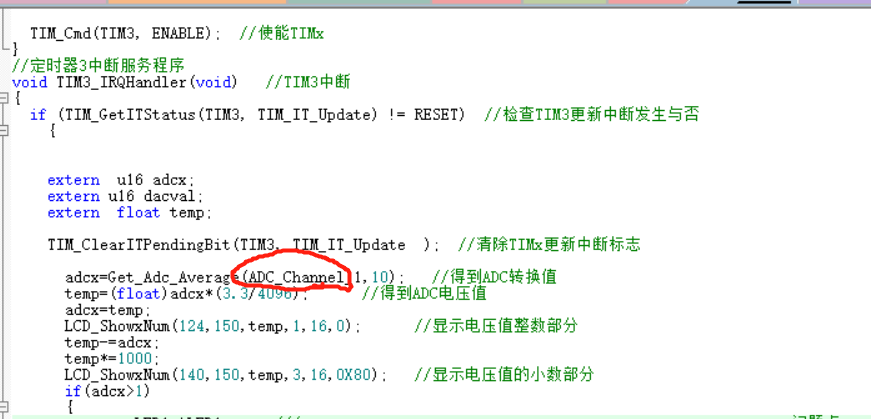 TIM_Cmd(TIM3, ENABLE); //使能TIMx
}
//定时器3中断服务程序
void TIM3_IRQHandler(void) //TIM3中断
{
if (TIM_GetITStatus(TIM3, TIM_IT_Update) != RESET) //检查TIM3更新中断发生与否
{
extern u16 adcx;
extern u16 dacval;
extern float temp;
TIM_ClearITPendingBit(TIM3, TIM_IT_Update ); //清除TIMx更新中断标志
adcx=Get_Adc_Average(ADC_Channel_1,10); //得到ADC转换值
temp=(float)adcx*(3.3/4096); //得到ADC电压值
adcx=temp;
LCD_ShowxNum(124,150,temp,1,16,0); //显示电压值整数部分
temp-=adcx;
temp*=1000;
LCD_ShowxNum(140,150,temp,3,16,0X80); //显示电压值的小数部分
if(adcx>1)
{